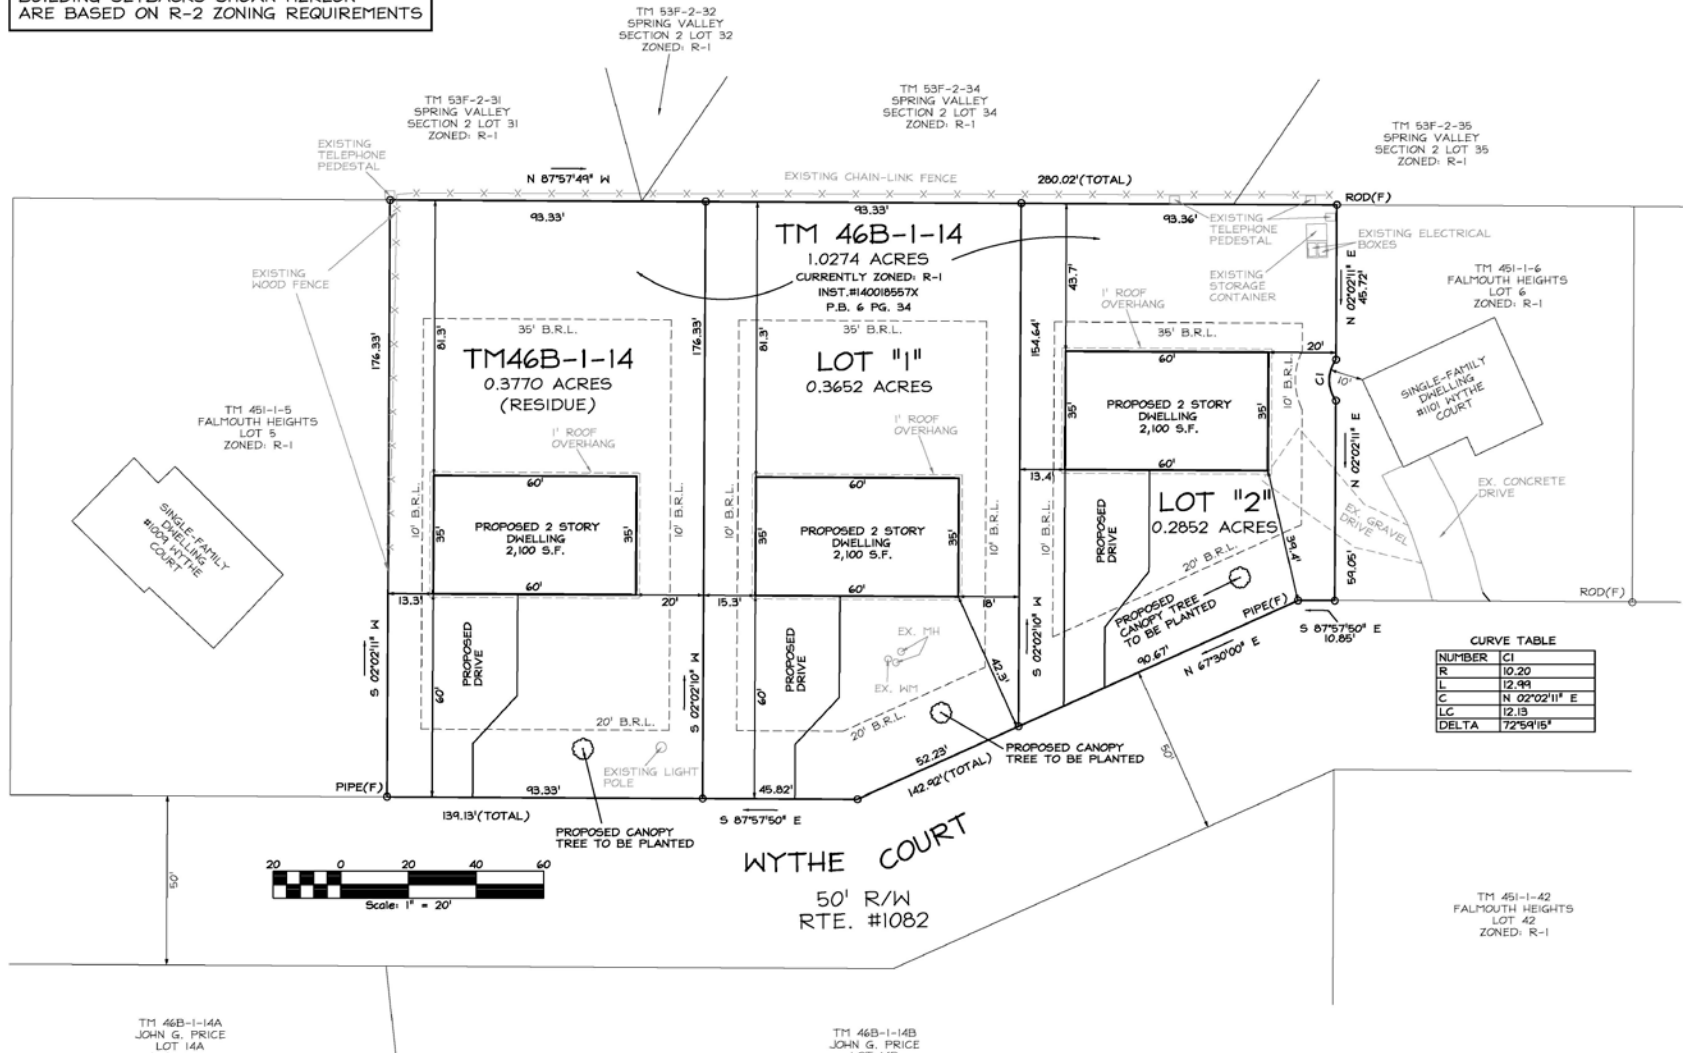 ARE BASED ON R-2 ZONING REQUIREMENTS
TM 53F-2-32
SPRING VALLEY
SECTION 2 LOT 32
ZONED: R-1
TM 53F-2-31
SPRING VALLEY
SECTION 2 LOT 31
ZONED: R-1
TM 53F-2-34
SPRING VALLEY
SECTION 2 LOT 34
ZONED: R-1
TM 53F-2-35
SPRING VALLEY
SECTION 2 LOT 35
ZONED: R-1
EXISTING
TELEPHONE
PEDESTAL
N 87°57'49" W
EXISTING CHAIN-LINK FENCE
280.02'(TOTAL)
ROD(F)
93.33'
93.33'
93.36'
TM 46B-1-14
1.0274 ACRES
CURRENTLY ZONED: R-1
INST.#140018557X
P.B. 6 PG. 34
EXISTING
TELEPHONE
PEDESTAL
EXISTING ELECTRICAL
BOXES
EXISTING
STORAGE
CONTAINER
N 02°02'11" E
45.72'
TM 451-1-6
FALMOUTH HEIGHTS
LOT 6
ZONED: R-1
EXISTING
WOOD FENCE
43.7'
1' ROOF
OVERHANG
176.33'
81.3'
35' B.R.L.
176.33'
81.3'
35' B.R.L.
154.64'
35' B.R.L.
TM46B-1-14
0.3770 ACRES
(RESIDUE)
LOT "1"
0.3652 ACRES
60'
20'
10' B.R.L.
C1
10'
SINGLE-FAMILY
DWELLING
#1101 WYTHE
COURT
TM 451-1-5
FALMOUTH HEIGHTS
LOT 5
ZONED: R-1
1' ROOF
OVERHANG
1' ROOF
OVERHANG
35'
PROPOSED 2 STORY
DWELLING
2,100 S.F.
35'
60'
13.4'
N 02°02'11" E
59.05'
EX. CONCRETE
DRIVE
EX. GRAVEL
DRIVE
SINGLE-FAMILY
DWELLING
#1009 WYTHE
COURT
10' B.R.L.
60'
35'
PROPOSED 2 STORY
DWELLING
2,100 S.F.
35'
60'
10' B.R.L.
10' B.R.L.
60'
35'
PROPOSED 2 STORY
DWELLING
2,100 S.F.
35'
60'
10' B.R.L.
10' B.R.L.
PROPOSED
DRIVE
LOT "2"
0.2852 ACRES
39.4'
20' B.R.L.
PROPOSED
CANOPY TREE
TO BE PLANTED
PIPE(F)
ROD(F)
13.3'
20'
15.3'
18'
S 87°57'50" E
10.85'
90.67'
N 67°30'00" E
S 02°02'11" W
PROPOSED
DRIVE
60'
S 02°02'10" W
PROPOSED
DRIVE
60'
EX. MH
EX. WM
42.3'
S 02°02'10" W
20' B.R.L.
20' B.R.L.
EXISTING LIGHT
POLE
PROPOSED CANOPY
TREE TO BE PLANTED
52.23'
142.92'(TOTAL)
50'
CURVE TABLE
NUMBER C1
R 10.20
L 12.99
C N 02°02'11" E
LC 12.13
DELTA 72°59'15"
PIPE(F)
93.33'
45.82'
139.13'(TOTAL)
S 87°57'50" E
PROPOSED CANOPY
TREE TO BE PLANTED
WYTHE COURT
50' R/W
RTE. #1082
50'
20 0 20 40 60
Scale: 1" = 20'
TM 451-1-42
FALMOUTH HEIGHTS
LOT 42
ZONED: R-1
TM 46B-1-14A
JOHN G. PRICE
LOT 14A
TM 46B-1-14B
JOHN G. PRICE